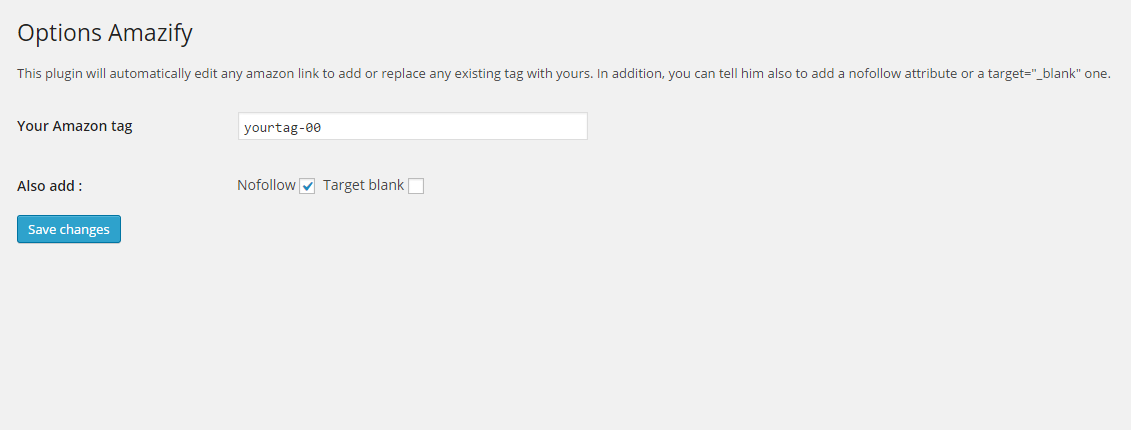 Options Amazify
This plugin will automatically edit any amazon link to add or replace any existing tag with yours. In addition, you can tell him also to add a nofollow attribute or a target="_blank" one.
Your Amazon tag
yourtag-00
Also add :
Nofollow Target blank
Save changes